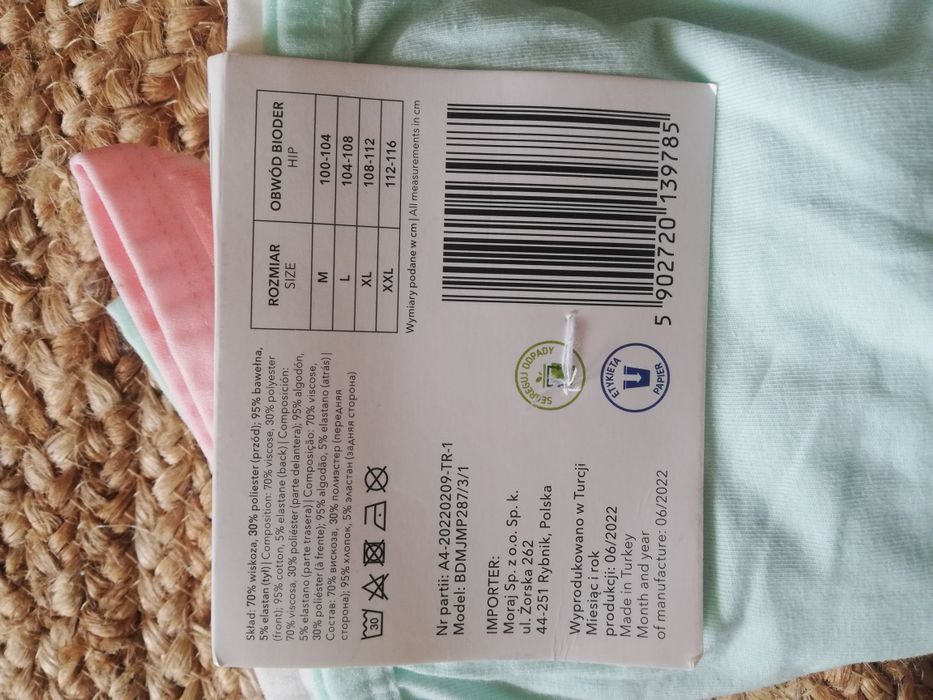 Skład: 70% wiskoza, 30% poliester (przód); 95% bawełna,
5% elastan (tył) | Composition: 70% viscose, 30% polyester
(front); 95% cotton, 5% elastane (back) | Composición:
70% viscosa, 30% poliéster (parte delantera); 95% algodón,
5% elastano (parte trasera) | Composição: 70% viscose,
30% poliéster (à frente); 95% algodão, 5% elastano (atrás) |
Состав: 70% вискоза, 30% полиэстер (передняя
сторона); 95% хлопок, 5% эластан (задняя сторона)
30
ROZMIAR
SIZE
OBWÓD BIODER
HIP
M 100-104
L 104-108
XL 108-112
XXL 112-116
Wymiary podane w cm | All measurements in cm
Nr partii: A4-20220209-TR-1
Model: BDM.JMP287/3/1
IMPORTER:
Moraj Sp. z o.o. Sp. k.
ul. Żorska 262
44-251 Rybnik, Polska
Wyprodukowano w Turcji
Miesiąc i rok
produkcji: 06/2022
Made in Turkey
Month and year
of manufacture: 06/2022
SEGREGUJ ODPADY
ETYKIETA
PAPIER
5 902720 139785